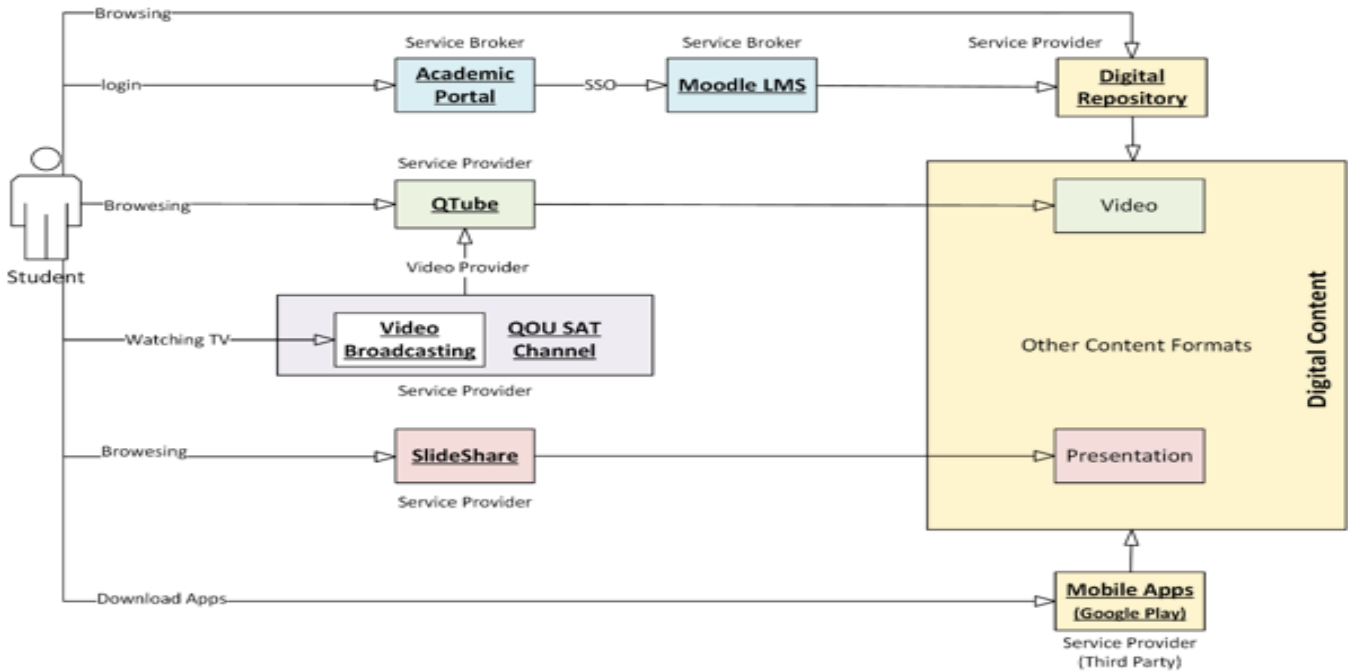 Browsing
Service Broker
Service Broker
Service Provider
login
Academic
Portal
SSO
Moodle LMS
Digital
Repository
Service Provider
Browesing
QTube
Video
Student
Video Provider
Watching TV
Video
Broadcasting
QOU SAT
Channel
Other Content Formats
Digital Content
Service Provider
Browesing
SlideShare
Presentation
Service Provider
Download Apps
Mobile Apps
(Google Play)
Service Provider
(Third Party)